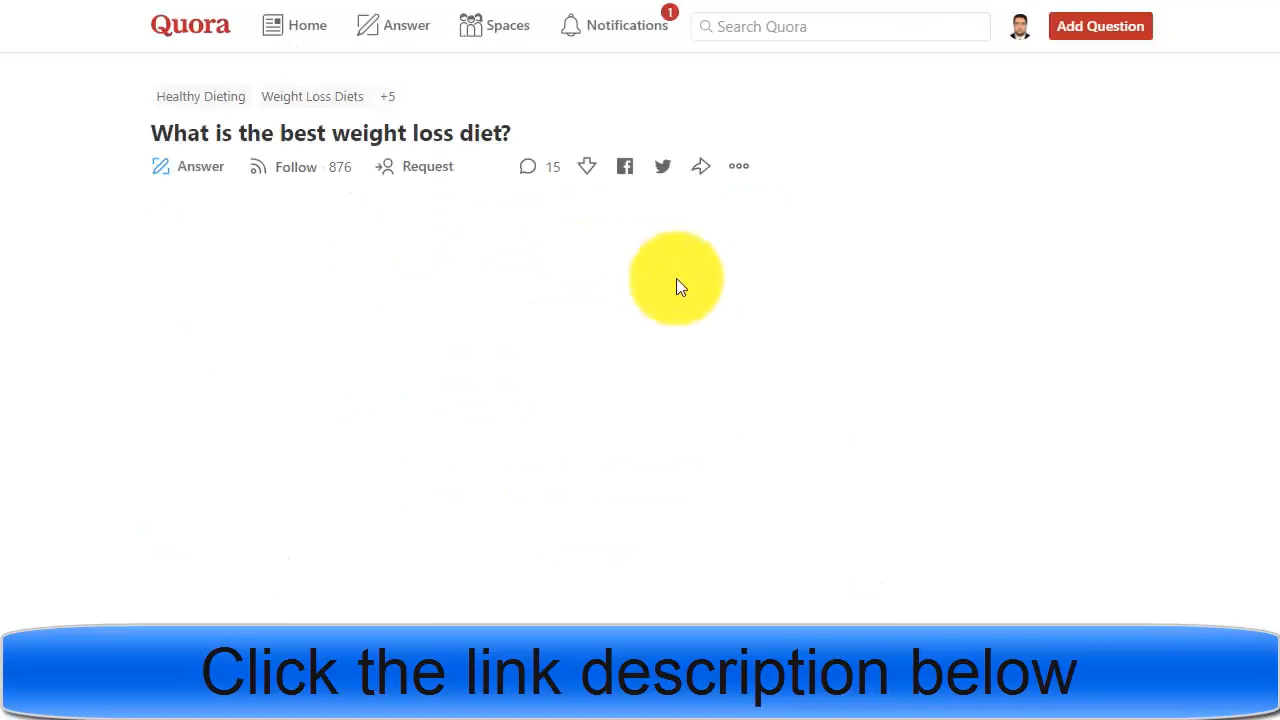 Quora Home Answer Spaces Notifications 1 Search Quora Add Question
Healthy Dieting Weight Loss Diets +5
What is the best weight loss diet?
Answer Follow · 876 Request 15
Click the link description below